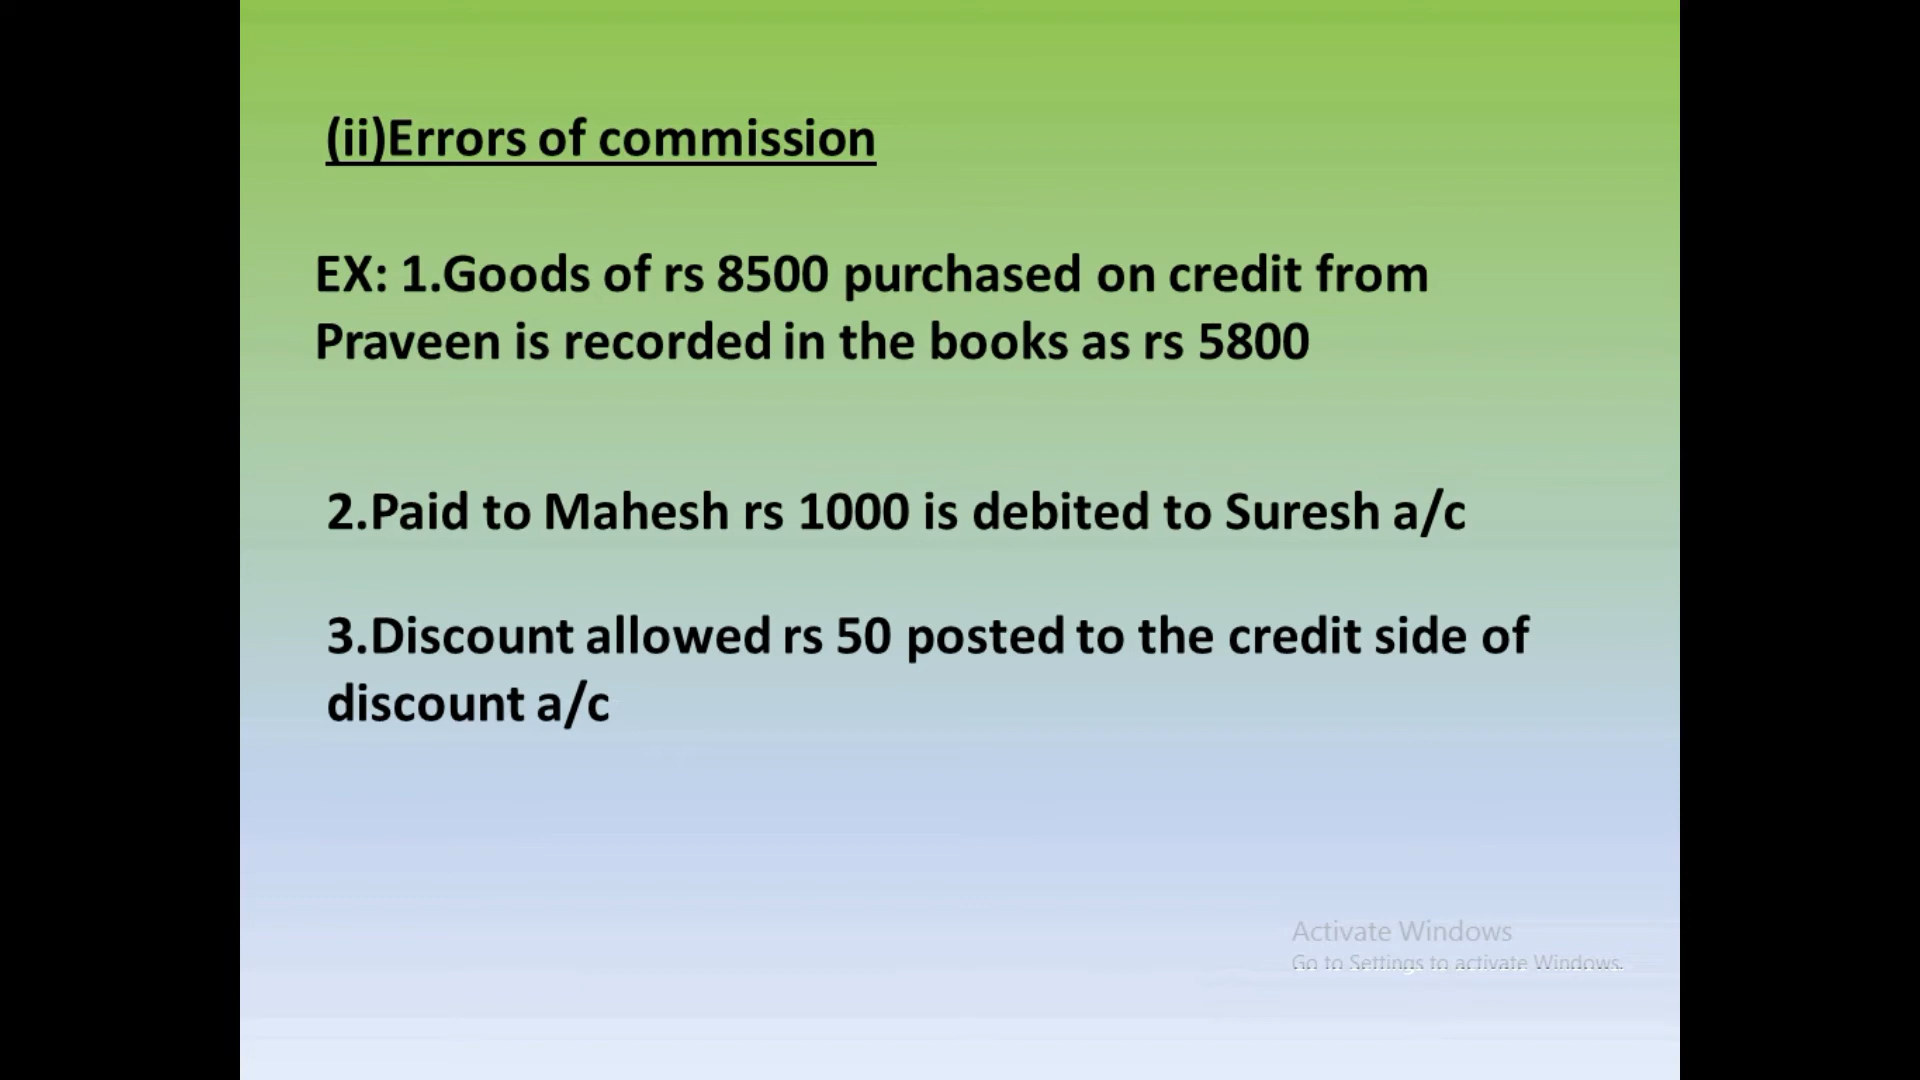 (ii)Errors of commission
EX: 1.Goods of rs 8500 purchased on credit from
Praveen is recorded in the books as rs 5800
2.Paid to Mahesh rs 1000 is debited to Suresh a/c
3.Discount allowed rs 50 posted to the credit side of
discount a/c
Activate Windows
Go to Settings to activate Windows.